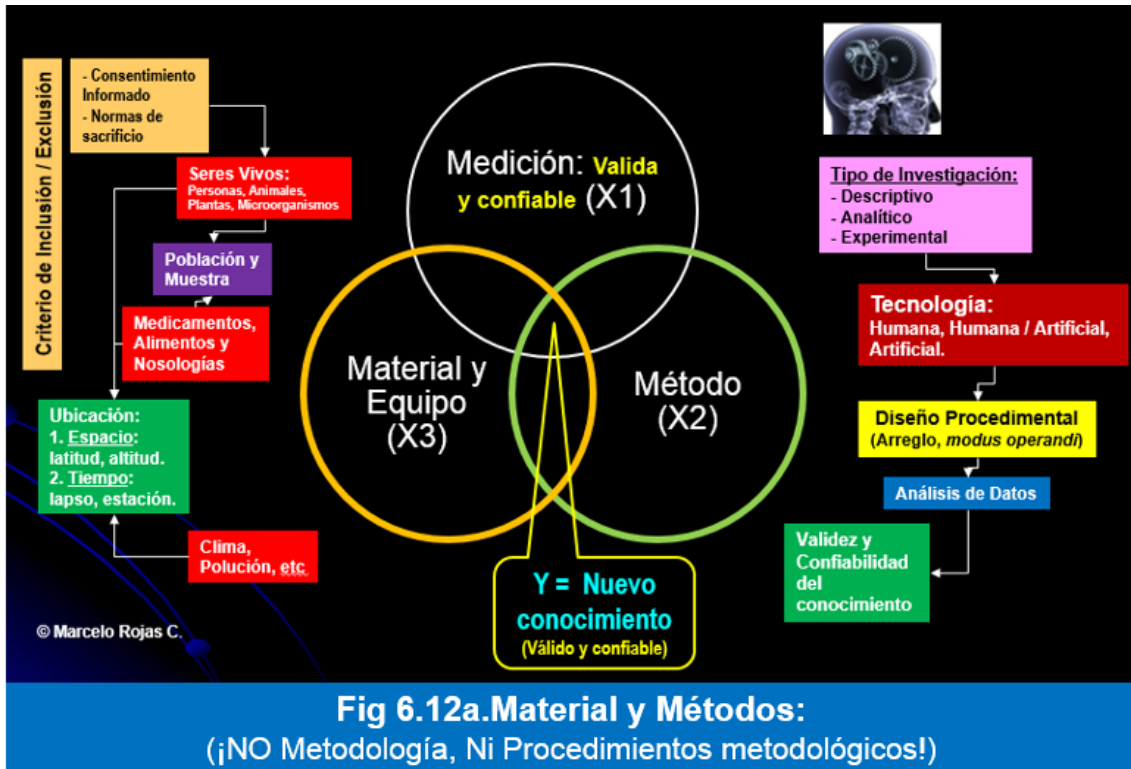 Criterio de Inclusión / Exclusión
- Consentimiento
Informado
- Normas de
sacrificio
Seres Vivos:
Personas, Animales,
Plantas, Microorganismos
Población y
Muestra
Medicamentos,
Alimentos y
Nosologías
Ubicación:
1. Espacio:
latitud, altitud.
2. Tiempo:
lapso, estación.
Clima,
Polución, etc
© Marcelo Rojas C.
Medición: Valida
y confiable (X1)
Material y
Equipo
(X3)
Método
(X2)
Y = Nuevo
conocimiento
(Válido y confiable)
Tipo de Investigación:
- Descriptivo
- Analítico
- Experimental
Tecnología:
Humana, Humana / Artificial,
Artificial.
Diseño Procedimental
(Arreglo, modus operandi)
Análisis de Datos
Validez y
Confiabilidad
del
conocimiento
Fig 6.12a.Material y Métodos:
(¡NO Metodología, Ni Procedimientos metodológicos!)